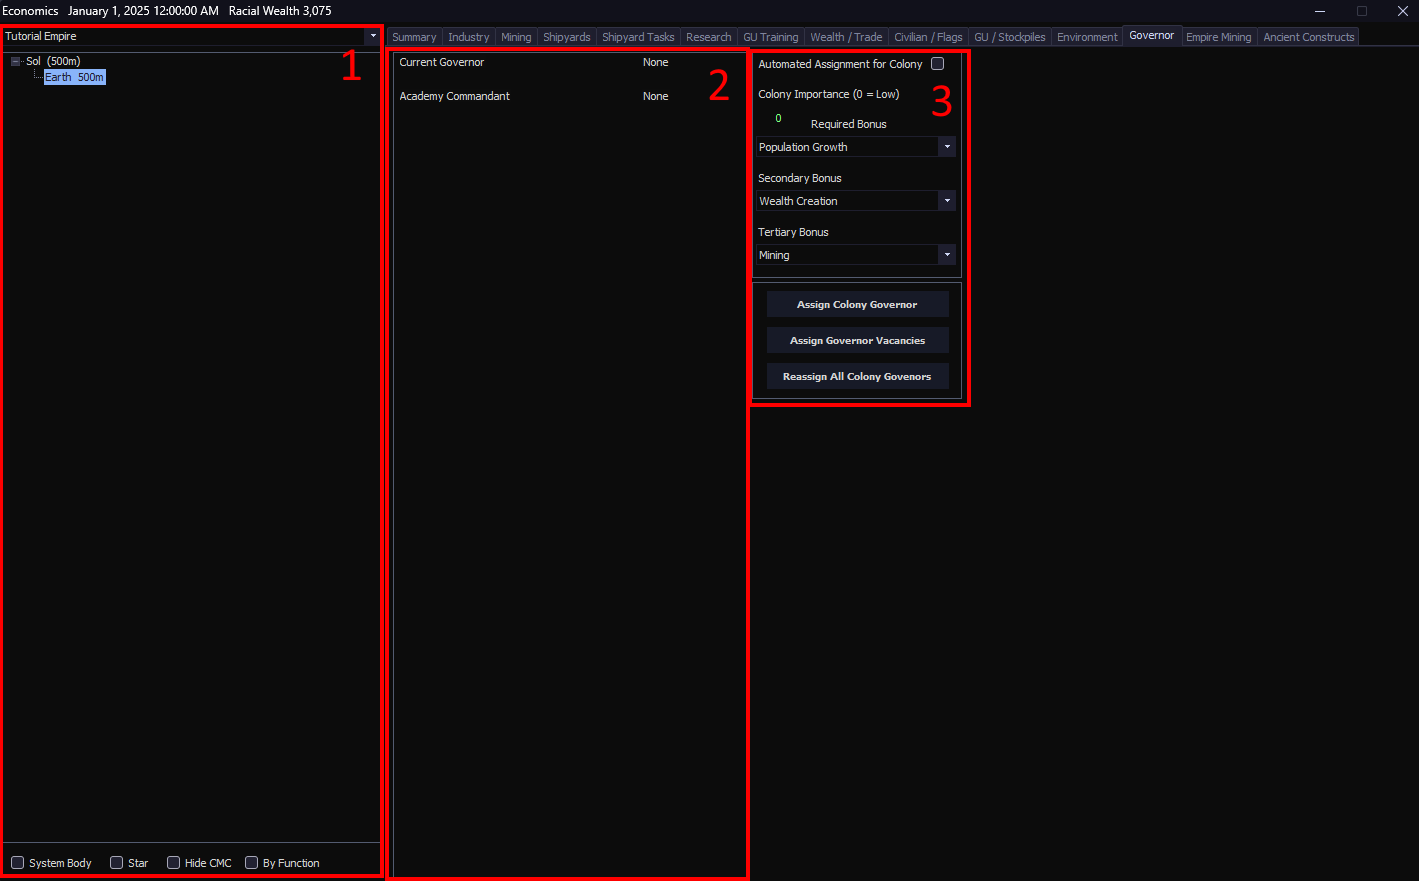 Economics January 1, 2025 12:00:00 AM Racial Wealth 3,075
Tutorial Empire
Summary Industry Mining Shipyards Shipyard Tasks Research GU Training Wealth / Trade Civilian / Flags GU / Stockpiles Environment Governor Empire Mining Ancient Constructs
1
Sol (500m)
Earth 500m
System Body Star Hide CMC By Function
2
Current Governor None
Academy Commandant None
3
Automated Assignment for Colony
Colony Importance (0 = Low)
0 Required Bonus
Population Growth
Secondary Bonus
Wealth Creation
Tertiary Bonus
Mining
Assign Colony Governor
Assign Governor Vacancies
Reassign All Colony Govenors